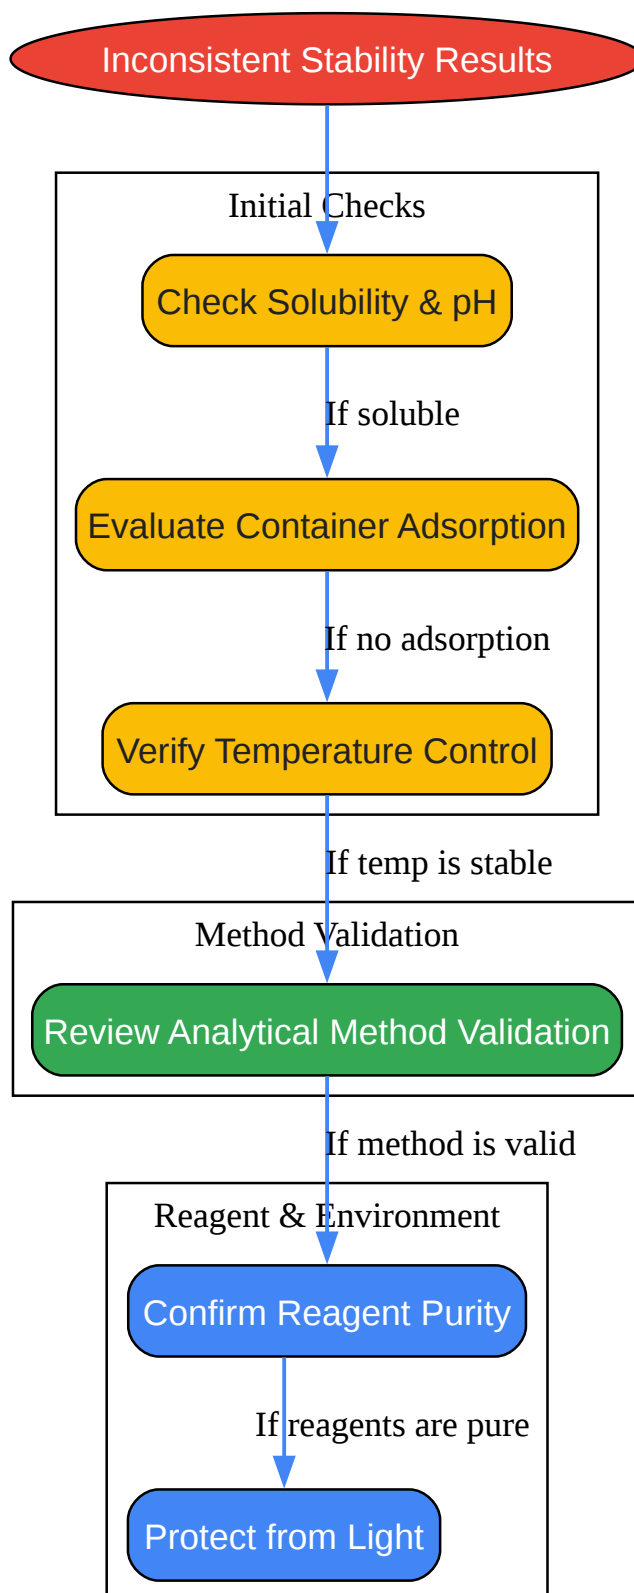 Inconsistent Stability Results
Initial Checks
Check Solubility & pH
If soluble
Evaluate Container Adsorption
If no adsorption
Verify Temperature Control
If temp is stable
Method Validation
Review Analytical Method Validation
If method is valid
Reagent & Environment
Confirm Reagent Purity
If reagents are pure
Protect from Light